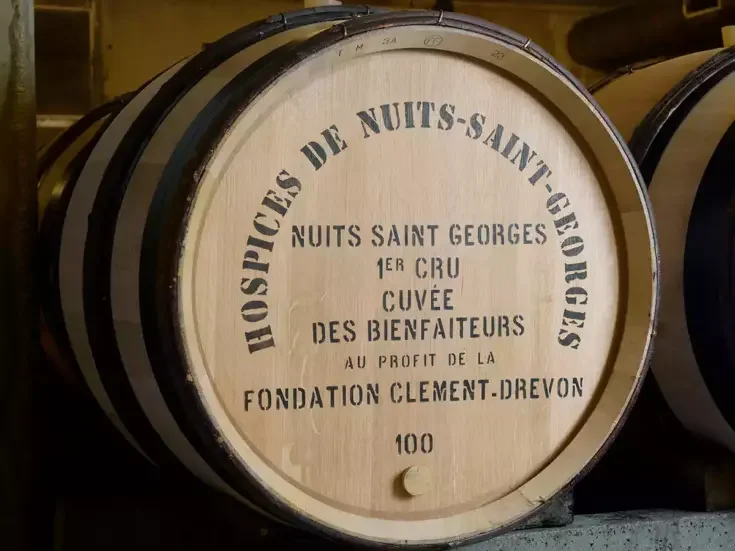 HOSPICES DE NUITS-SAINT-GEORGES
NUITS SAINT GEORGES
1ER CRU
CUVÉE
DES BIENFAITEURS
AU PROFIT DE LA
FONDATION CLEMENT-DREVON
100